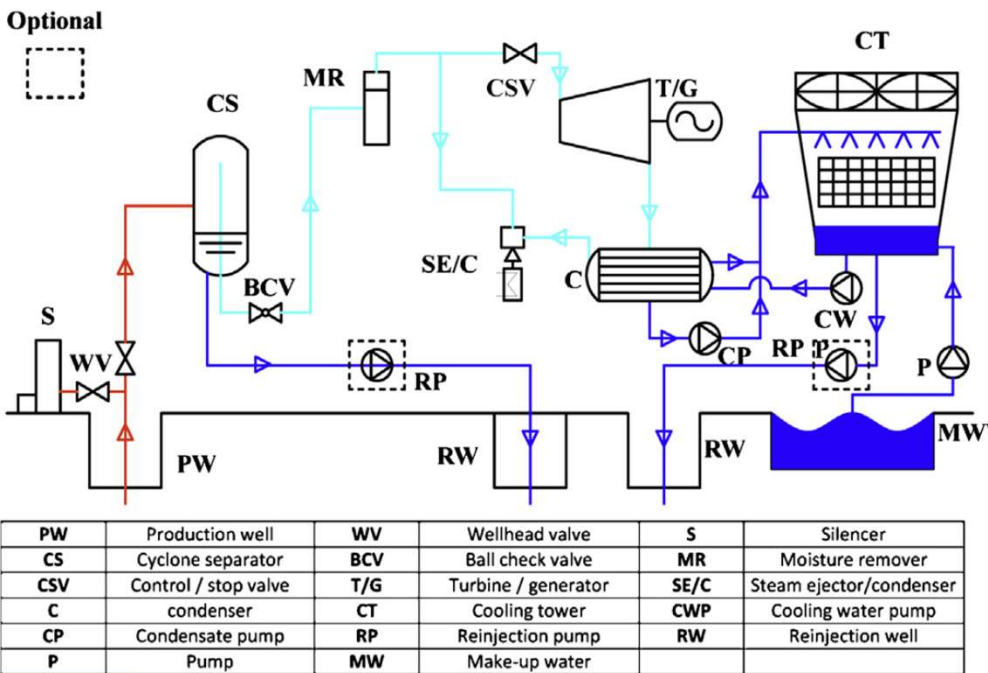 Optional
CT
MR
CSV
T/G
CS
SE/C
C
BCV
S
WV
CW
CP
RP P
P
RP
PW
RW
RW
MW
PW Production well WV Wellhead valve S Silencer
CS Cyclone separator BCV Ball check valve MR Moisture remover
CSV Control / stop valve T/G Turbine / generator SE/C Steam ejector/condenser
C condenser CT Cooling tower CWP Cooling water pump
CP Condensate pump RP Reinjection pump RW Reinjection well
P Pump MW Make-up water